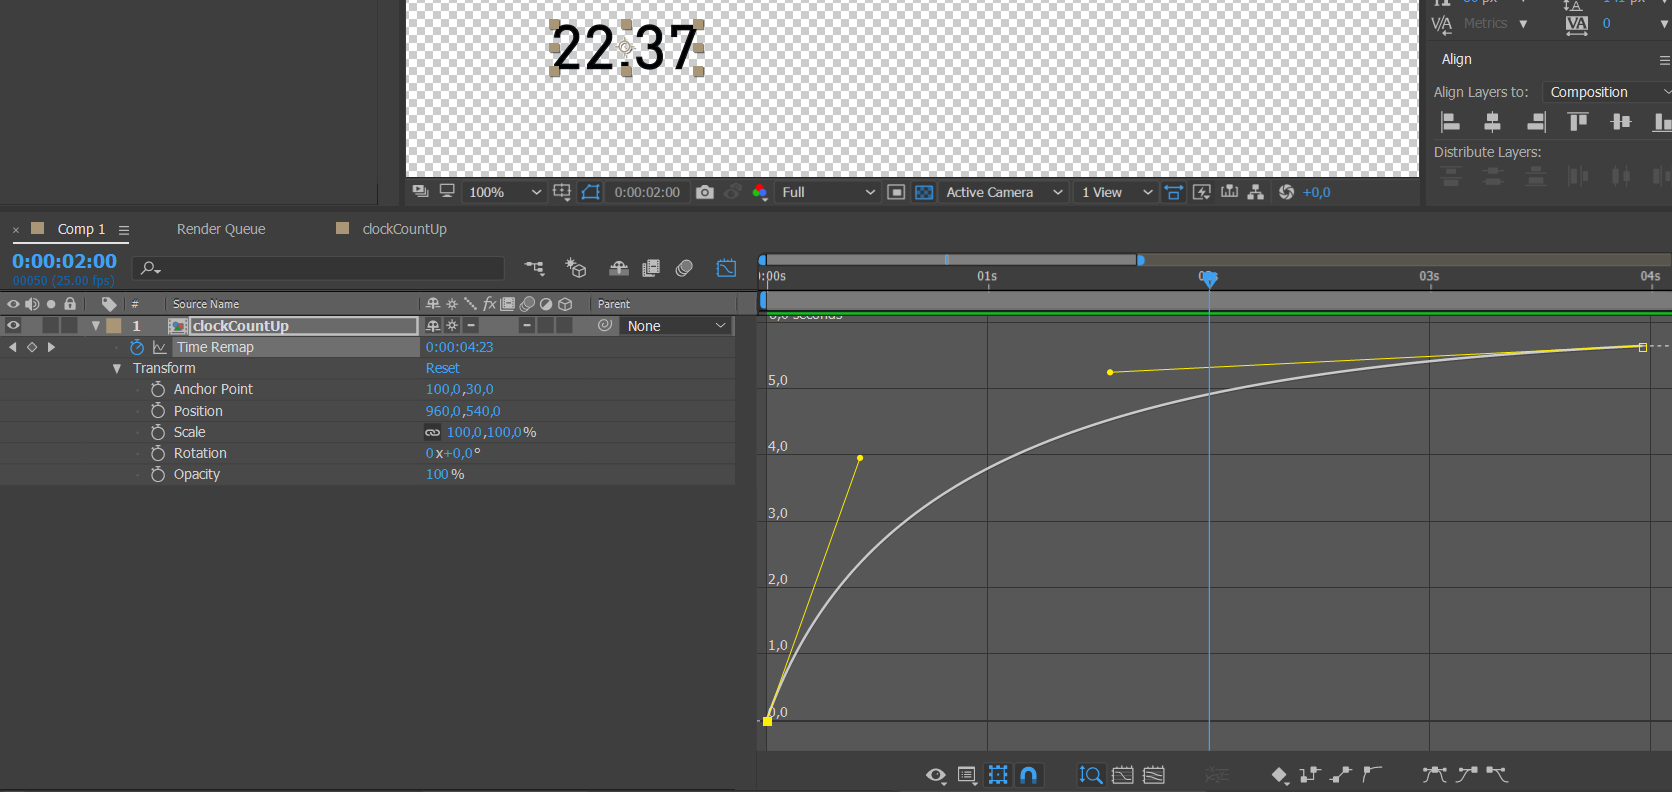 22:37
Metrics
0
Align
Align Layers to: Composition
Distribute Layers:
100% 0:00:02:00 Full Active Camera 1 View +0,0
× Comp 1 Render Queue clockCountUp
0:00:02:00
00050 (25.00 fps)
:00s 01s 03s 04s
# Source Name fx Parent
1 clockCountUp None
Time Remap 0:00:04:23
Transform Reset
Anchor Point 100,0,30,0
Position 960,0,540,0
Scale 100,0,100,0%
Rotation 0x+0,0°
Opacity 100%
5,0
4,0
3,0
2,0
1,0
0,0